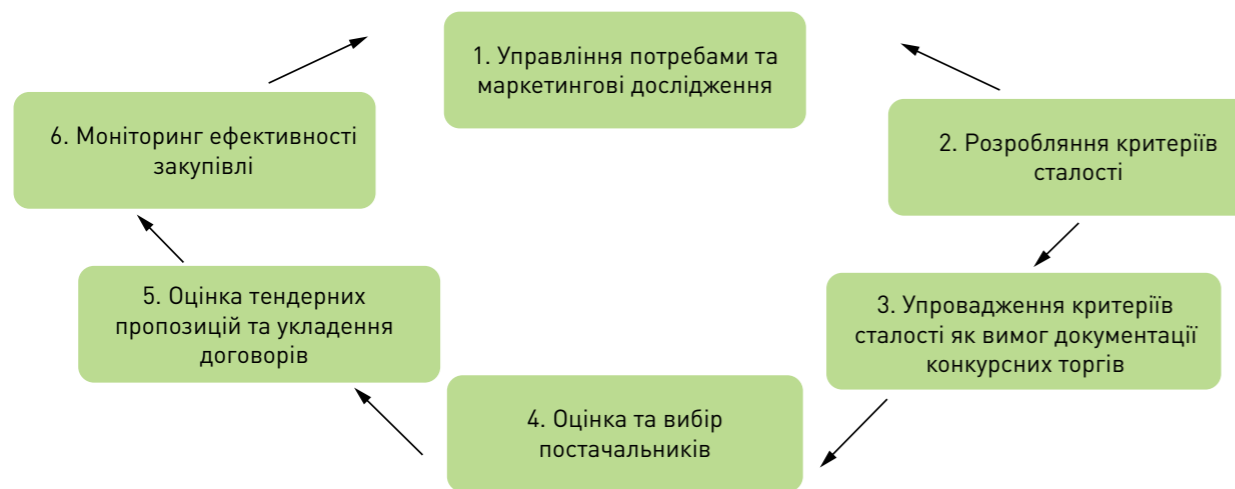 1. Управління потребами та
маркетингові дослідження
2. Розробляння критеріїв
сталості
3. Упровадження критеріїв
сталості як вимог документації
конкурсних торгів
4. Оцінка та вибір
постачальників
5. Оцінка тендерних
пропозицій та укладення
договорів
6. Моніторинг ефективності
закупівлі